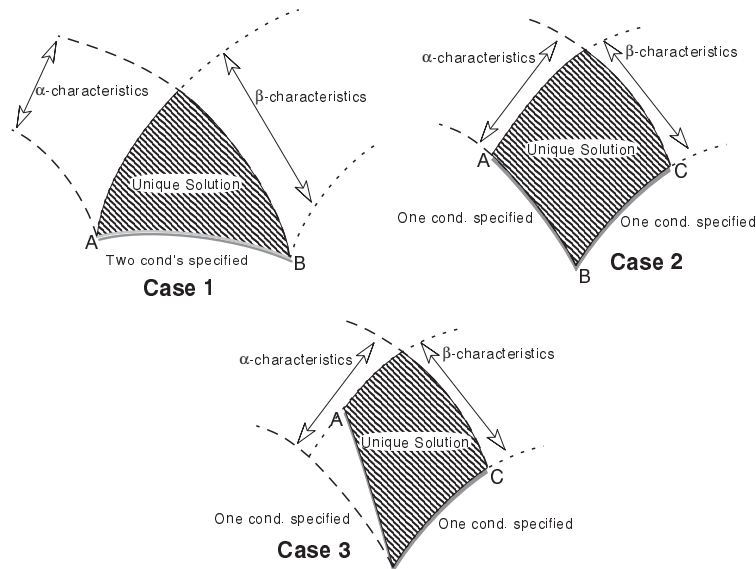 α-characteristics
β-characteristics
Unique Solution
A
B
Two cond's specified
Case 1
α-characteristics
β-characteristics
Unique Solution
A
C
One cond. specified
One cond. specified
B
Case 2
α-characteristics
β-characteristics
A
Unique Solution
C
One cond. specified
One cond. specified
Case 3